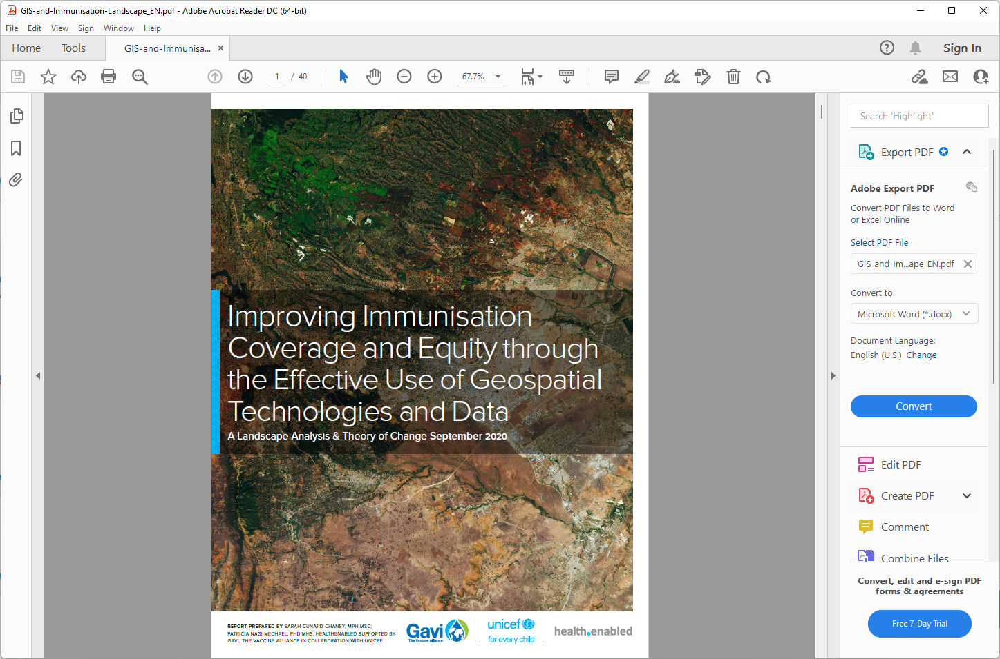 GIS-and-Immunisation-Landscape_EN.pdf - Adobe Acrobat Reader DC (64-bit)
File Edit View Sign Window Help
Home Tools GIS-and-Immunisa... Sign In
1 / 40 67.7%
Search 'Highlight'
Export PDF
Adobe Export PDF
Convert PDF Files to Word
or Excel Online
Select PDF File
GIS-and-Im...ape_EN.pdf
Convert to
Microsoft Word (*.docx)
Document Language:
English (U.S.) Change
Convert
Edit PDF
Create PDF
Comment
Combine Files
Convert, edit and e-sign PDF
forms & agreements
Free 7-Day Trial
Improving Immunisation
Coverage and Equity through
the Effective Use of Geospatial
Technologies and Data
A Landscape Analysis & Theory of Change September 2020
REPORT PREPARED BY SARAH CUNARD CHANEY, MPH MSC;
PATRICIA NAGI MECHAEL, PHD MHS; HEALTHENABLED SUPPORTED BY
GAVI, THE VACCINE ALLIANCE IN COLLABORATION WITH UNICEF
Gavi
The Vaccine Alliance
unicef
for every child
health.enabled